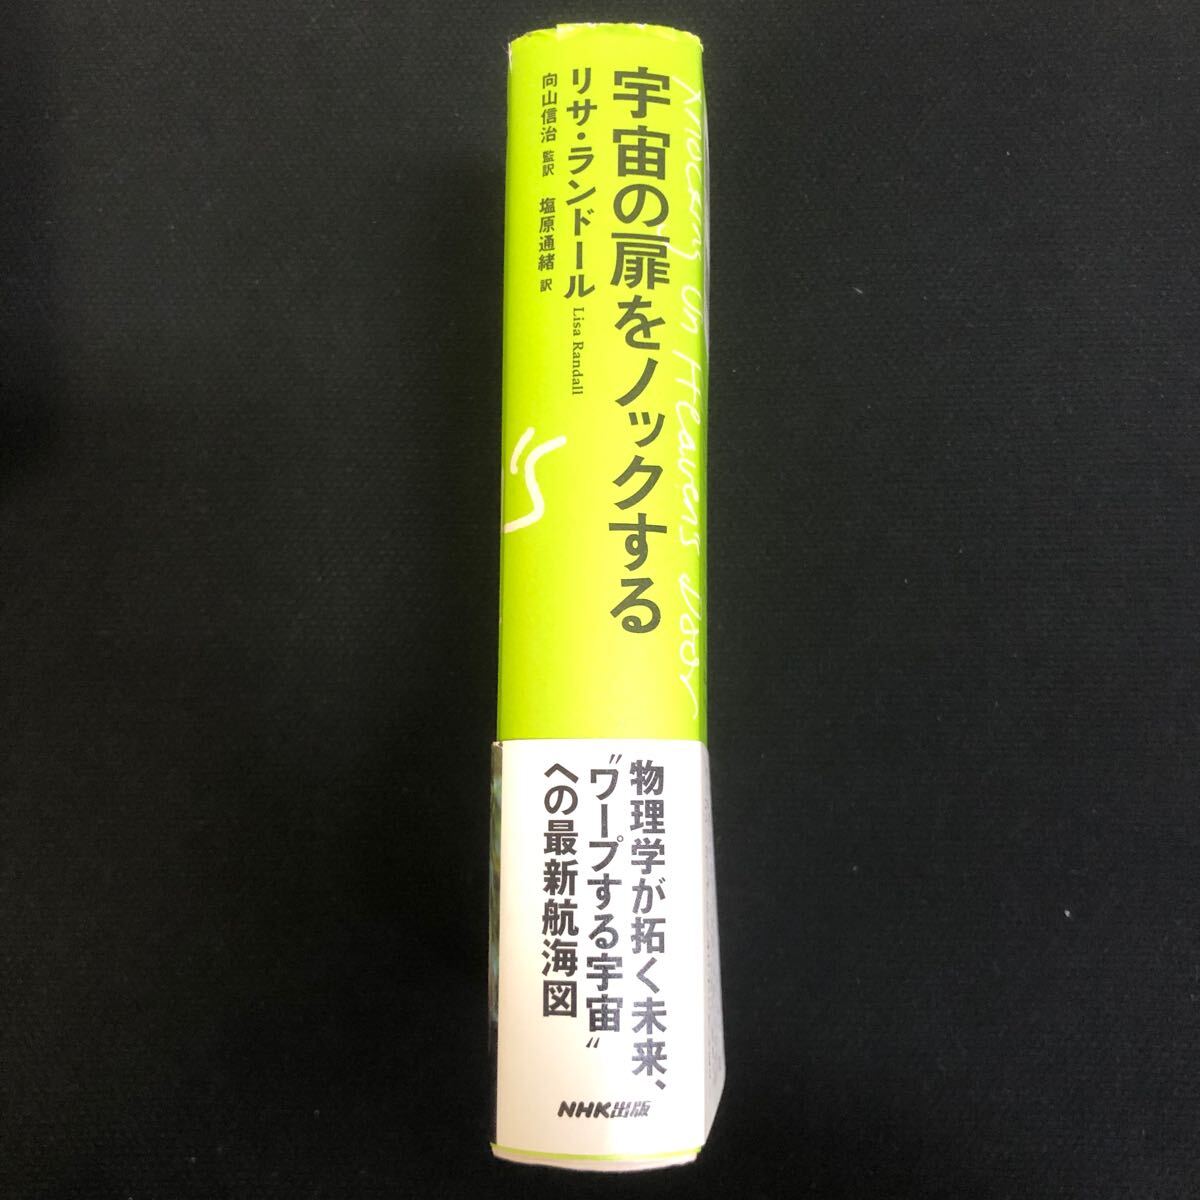 Knocking on Heaven's Door
宇宙の扉をノックする
リサ・ランドール Lisa Randall
向山信治 監訳 塩原通緒 訳
物理学が拓く未来、
“ワープする宇宙”
への最新航海図
NHK出版